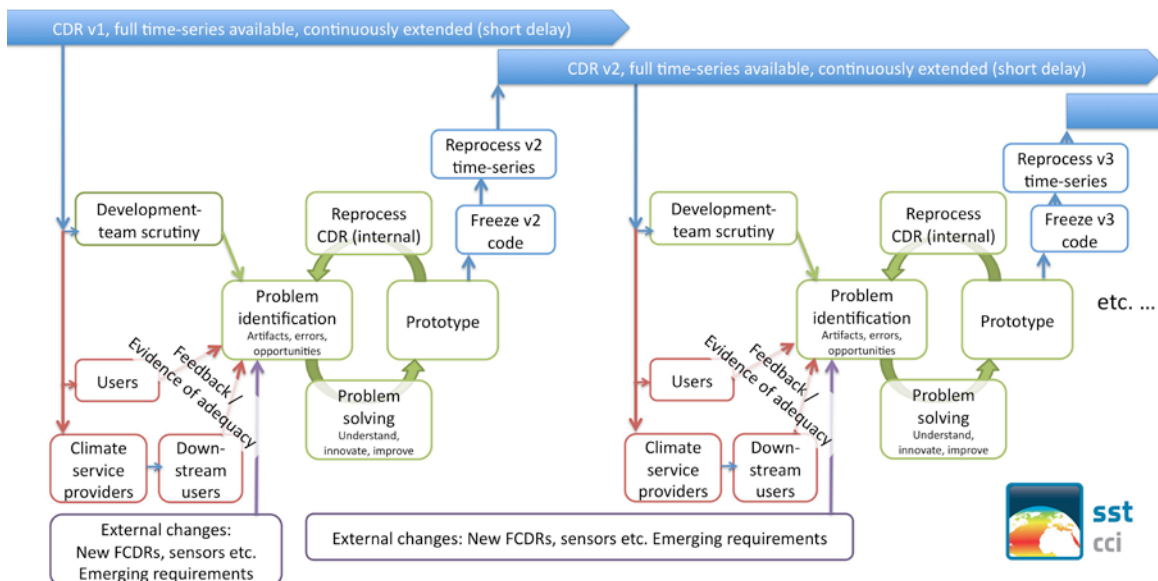 CDR v1, full time-series available, continuously extended (short delay)
CDR v2, full time-series available, continuously extended (short delay)
Reprocess v2
time-series
Freeze v2
code
Development-
team scrutiny
Reprocess
CDR (internal)
Problem
identification
Artifacts, errors,
opportunities
Prototype
Feedback /
Evidence of adequacy
Users
Problem
solving
Understand,
innovate, improve
Climate
service
providers
Down-
stream
users
External changes:
New FCDRs, sensors etc.
Emerging requirements
Reprocess v3
time-series
Freeze v3
code
Development-
team scrutiny
Reprocess
CDR (internal)
Problem
identification
Artifacts, errors,
opportunities
Prototype
etc. ...
Feedback /
Evidence of adequacy
Users
Problem
solving
Understand,
innovate, improve
Climate
service
providers
Down-
stream
users
External changes: New FCDRs, sensors etc. Emerging requirements
sst
cci